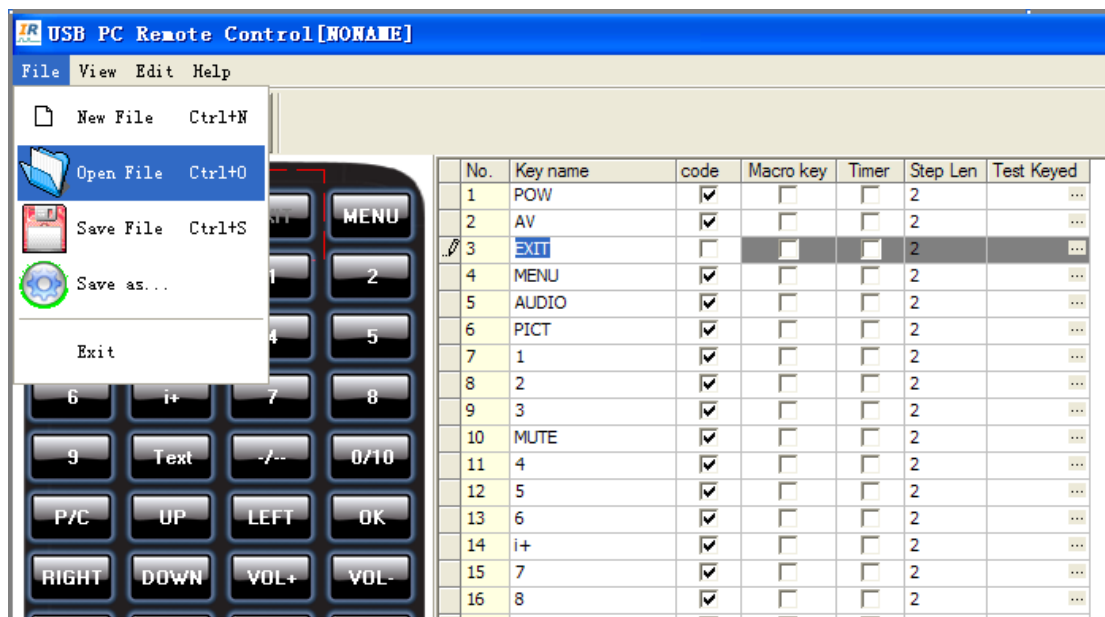 IR USB PC Remote Control[NONAME]
File View Edit Help
New File Ctrl+N
Open File Ctrl+O
Save File Ctrl+S
Save as...
Exit
MENU
1 2
4 5
6 i+ 7 8
9 Text -/-- 0/10
P/C UP LEFT OK
RIGHT DOWN VOL+ VOL-
No. Key name code Macro key Timer Step Len Test Keyed
1 POW 2 ...
2 AV 2 ...
3 EXIT 2 ...
4 MENU 2 ...
5 AUDIO 2 ...
6 PICT 2 ...
7 1 2 ...
8 2 2 ...
9 3 2 ...
10 MUTE 2 ...
11 4 2 ...
12 5 2 ...
13 6 2 ...
14 i+ 2 ...
15 7 2 ...
16 8 2 ...